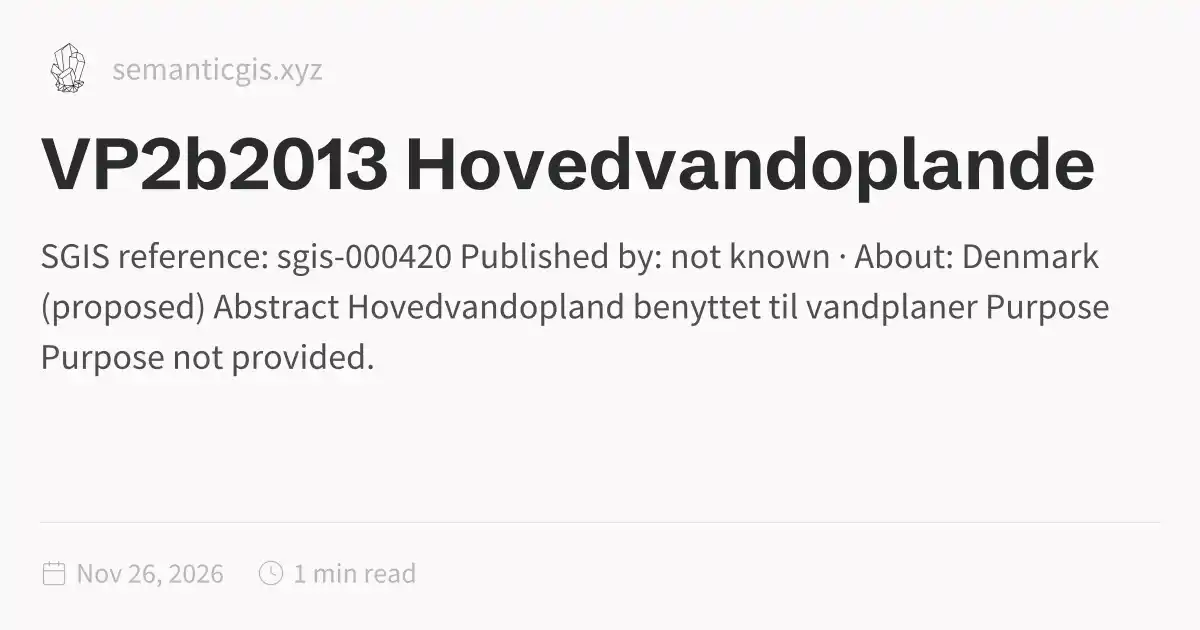 semanticgis.xyz
VP2b2013 Hovedvandoplande
SGIS reference: sgis-000420 Published by: not known · About: Denmark
(proposed) Abstract Hovedvandopland benyttet til vandplaner Purpose
Purpose not provided.
Nov 26, 2026 1 min read